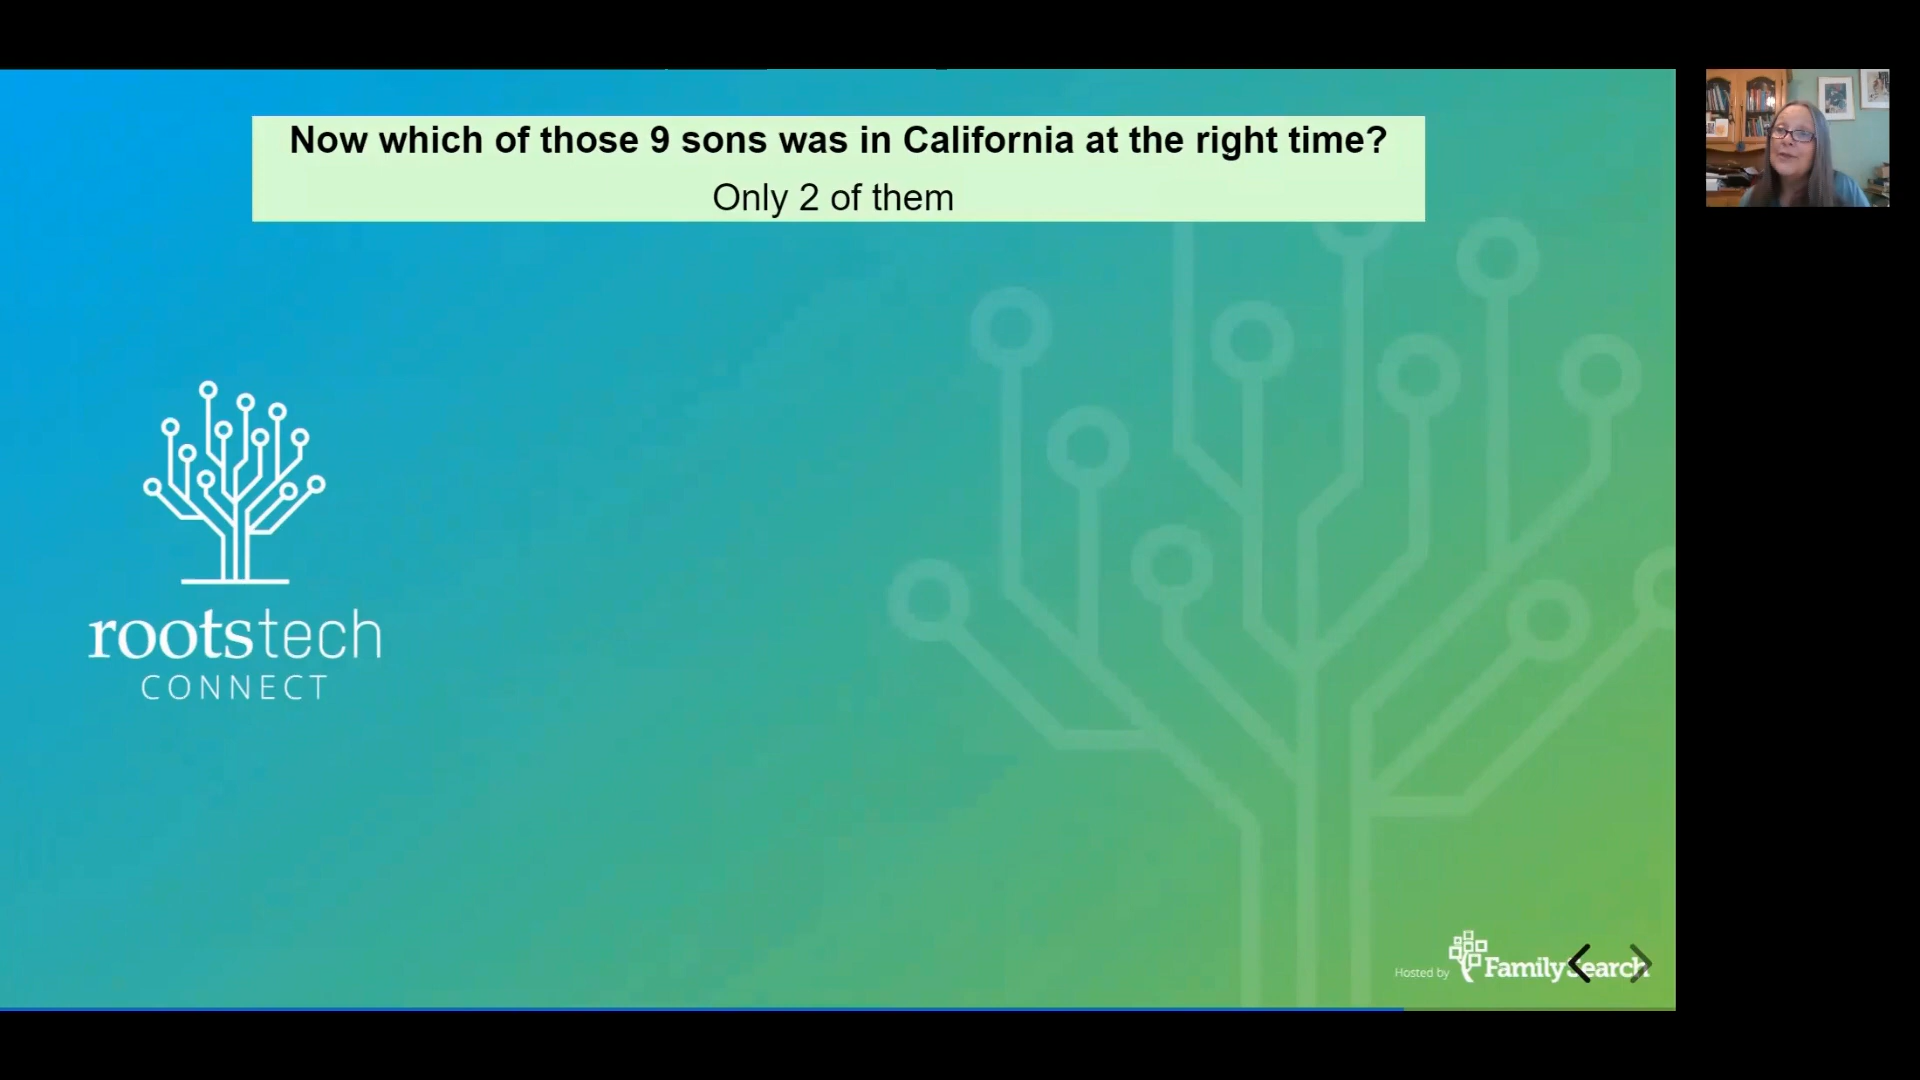 Now which of those 9 sons was in California at the right time?
Only 2 of them
rootstech
CONNECT
Hosted by FamilySearch